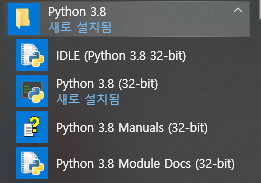 Python 3.8
새로 설치됨
IDLE (Python 3.8 32-bit)
Python 3.8 (32-bit)
새로 설치됨
Python 3.8 Manuals (32-bit)
Python 3.8 Module Docs (32-bit)